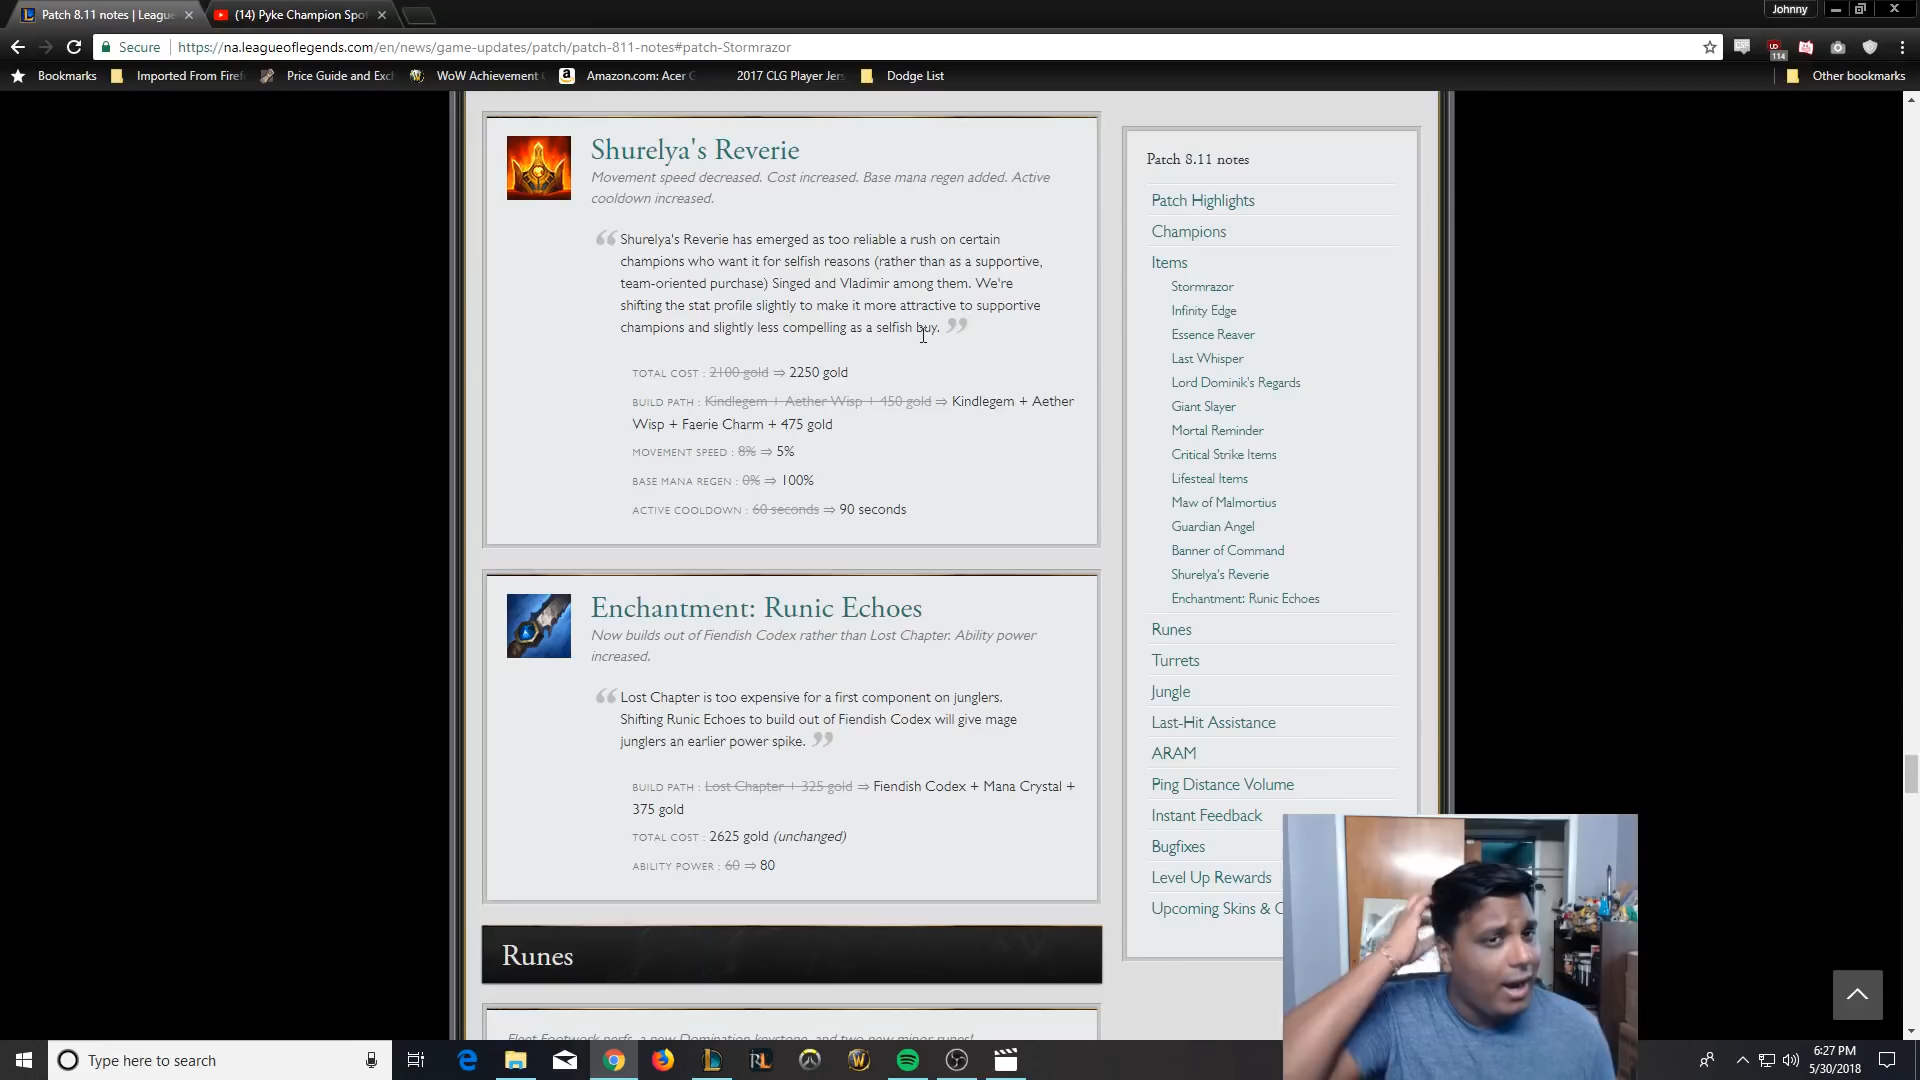 Patch 8.11 notes | Leagu
(14) Pyke Champion Spo
Johnny
Secure
https://na.leagueoflegends.com/en/news/game-updates/patch/patch-811-notes#patch-Stormrazor
114
Bookmarks
Imported From Firef
Price Guide and Exc
WoW Achievement
Amazon.com: Acer
2017 CLG Player Jers
Dodge List
Other bookmarks
Shurelya's Reverie
Movement speed decreased. Cost increased. Base mana regen added. Active
cooldown increased.
Shurelya's Reverie has emerged as too reliable a rush on certain
champions who want it for selfish reasons (rather than as a supportive,
team-oriented purchase) Singed and Vladimir among them. We're
shifting the stat profile slightly to make it more attractive to supportive
champions and slightly less compelling as a selfish buy.
TOTAL COST : 2100 gold ⇒ 2250 gold
BUILD PATH : Kindlegem + Aether Wisp + 450 gold ⇒ Kindlegem + Aether
Wisp + Faerie Charm + 475 gold
MOVEMENT SPEED : 8% ⇒ 5%
BASE MANA REGEN : 0% ⇒ 100%
ACTIVE COOLDOWN : 60 seconds ⇒ 90 seconds
Enchantment: Runic Echoes
Now builds out of Fiendish Codex rather than Lost Chapter. Ability power
increased.
Lost Chapter is too expensive for a first component on junglers.
Shifting Runic Echoes to build out of Fiendish Codex will give mage
junglers an earlier power spike.
BUILD PATH : Lost Chapter + 325 gold ⇒ Fiendish Codex + Mana Crystal +
375 gold
TOTAL COST : 2625 gold (unchanged)
ABILITY POWER : 60 ⇒ 80
Runes
Fleet Footwork nerfs, a new Domination keystone, and two new minor runes!
Patch 8.11 notes
Patch Highlights
Champions
Items
Stormrazor
Infinity Edge
Essence Reaver
Last Whisper
Lord Dominik's Regards
Giant Slayer
Mortal Reminder
Critical Strike Items
Lifesteal Items
Maw of Malmortius
Guardian Angel
Banner of Command
Shurelya's Reverie
Enchantment: Runic Echoes
Runes
Turrets
Jungle
Last-Hit Assistance
ARAM
Ping Distance Volume
Instant Feedback
Bugfixes
Level Up Rewards
Upcoming Skins & C
Type here to search
6:27 PM
5/30/2018